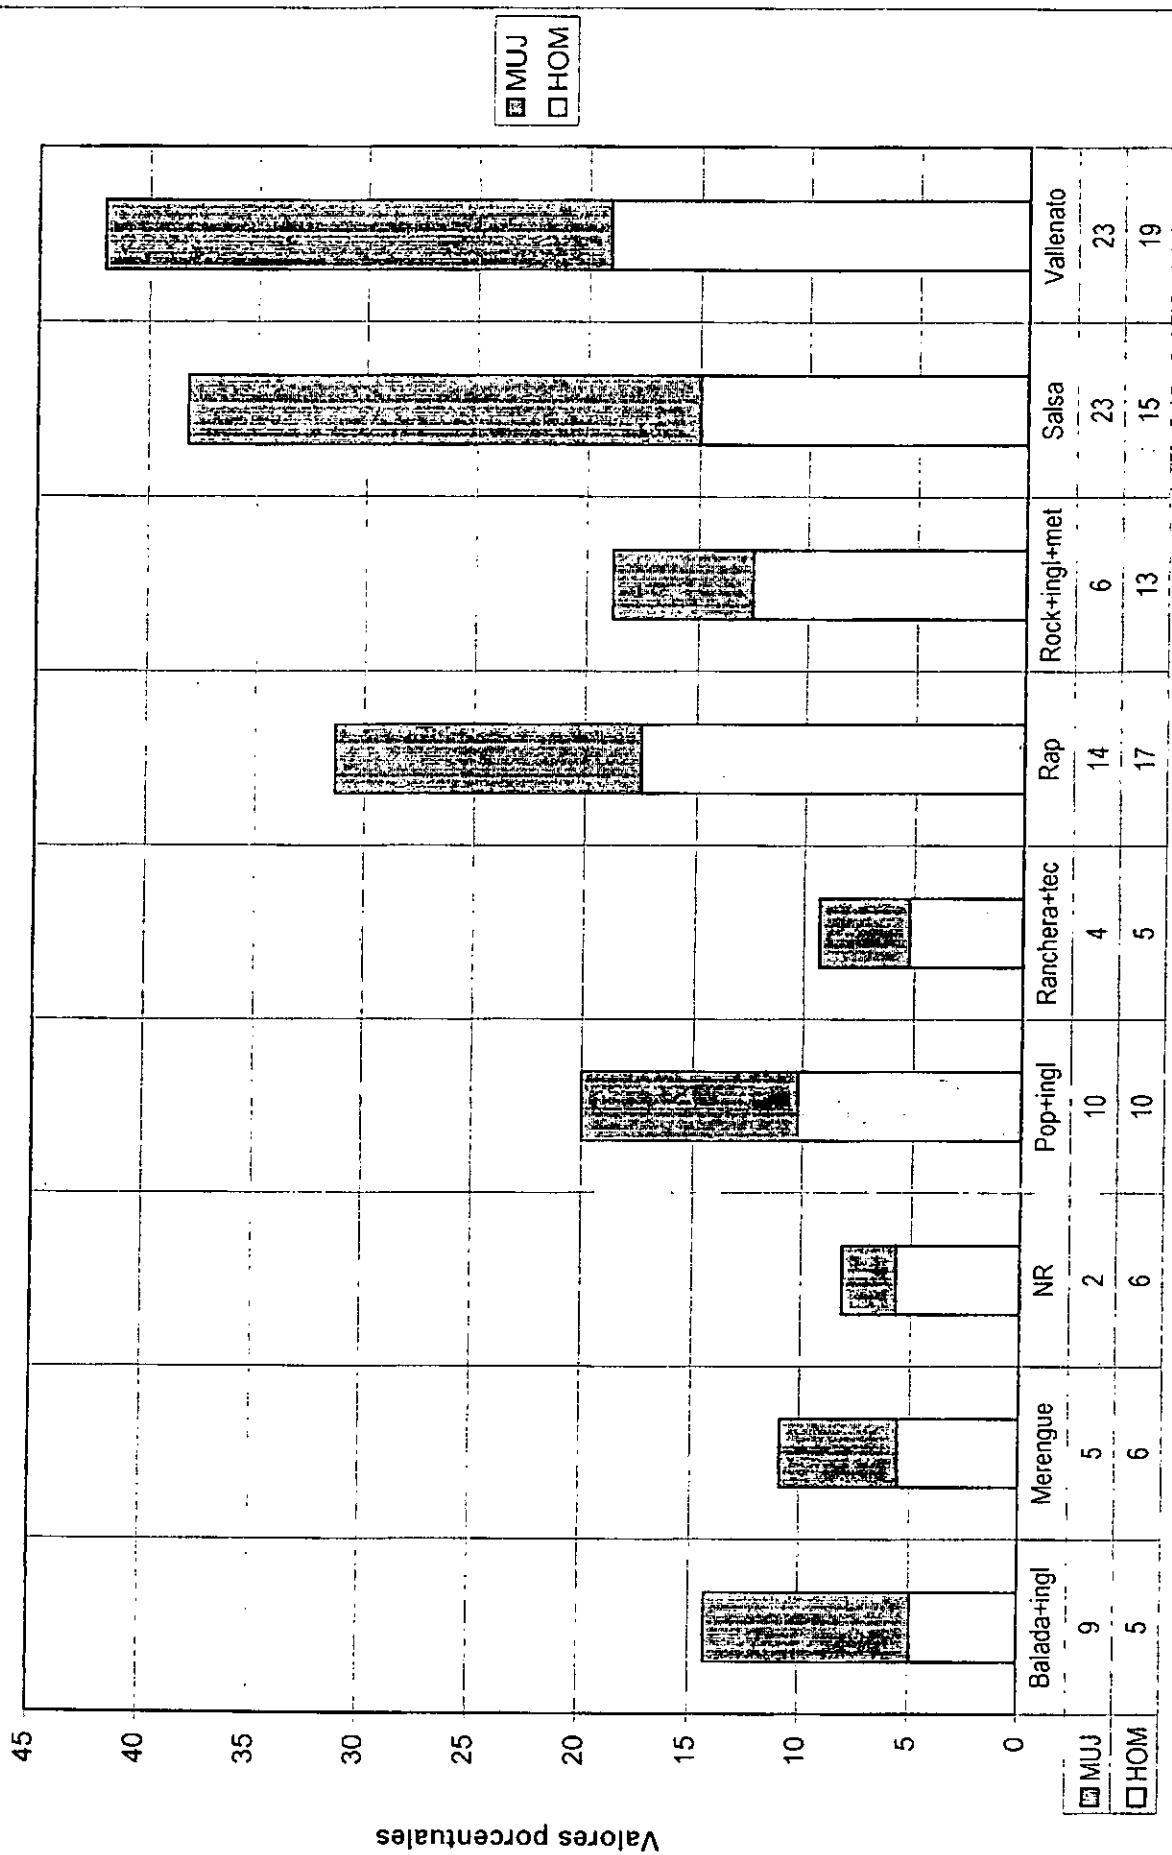 MUJ
HOM
Valores porcentuales
45
40
35
30
25
20
15
10
5
0
Balada+ingl Merengue NR Pop+ingl Ranchera+tec Rap Rock+ingl+met Salsa Vallenato
MUJ 9 5 2 10 4 14 6 23 23
HOM 5 6 6 10 5 17 13 15 19